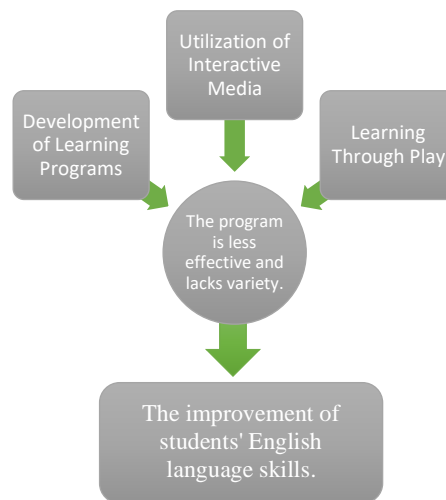 Utilization of
Interactive
Media
Development
of Learning
Programs
Learning
Through Play
The program
is less
effective and
lacks variety.
The improvement of
students' English
language skills.